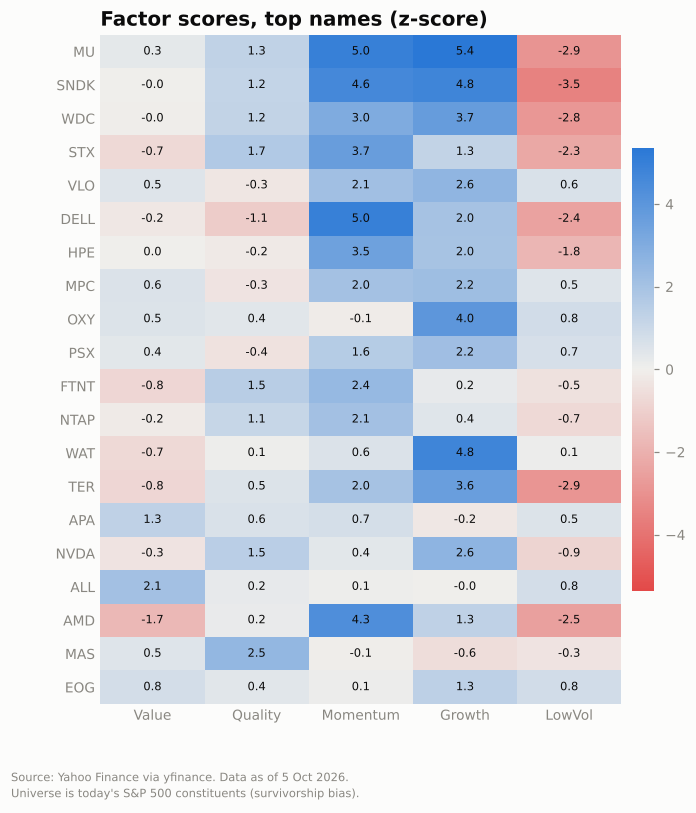 Factor scores, top names (z-score)
MU 0.3 1.3 5.0 5.4 -2.9
SNDK -0.0 1.2 4.6 4.8 -3.5
WDC -0.0 1.2 3.0 3.7 -2.8
STX -0.7 1.7 3.7 1.3 -2.3
VLO 0.5 -0.3 2.1 2.6 0.6
DELL -0.2 -1.1 5.0 2.0 -2.4
HPE 0.0 -0.2 3.5 2.0 -1.8
MPC 0.6 -0.3 2.0 2.2 0.5
OXY 0.5 0.4 -0.1 4.0 0.8
PSX 0.4 -0.4 1.6 2.2 0.7
FTNT -0.8 1.5 2.4 0.2 -0.5
NTAP -0.2 1.1 2.1 0.4 -0.7
WAT -0.7 0.1 0.6 4.8 0.1
TER -0.8 0.5 2.0 3.6 -2.9
APA 1.3 0.6 0.7 -0.2 0.5
NVDA -0.3 1.5 0.4 2.6 -0.9
ALL 2.1 0.2 0.1 -0.0 0.8
AMD -1.7 0.2 4.3 1.3 -2.5
MAS 0.5 2.5 -0.1 -0.6 -0.3
EOG 0.8 0.4 0.1 1.3 0.8
Value Quality Momentum Growth LowVol
4
2
0
−2
−4
Source: Yahoo Finance via yfinance. Data as of 5 Oct 2026.
Universe is today's S&P 500 constituents (survivorship bias).